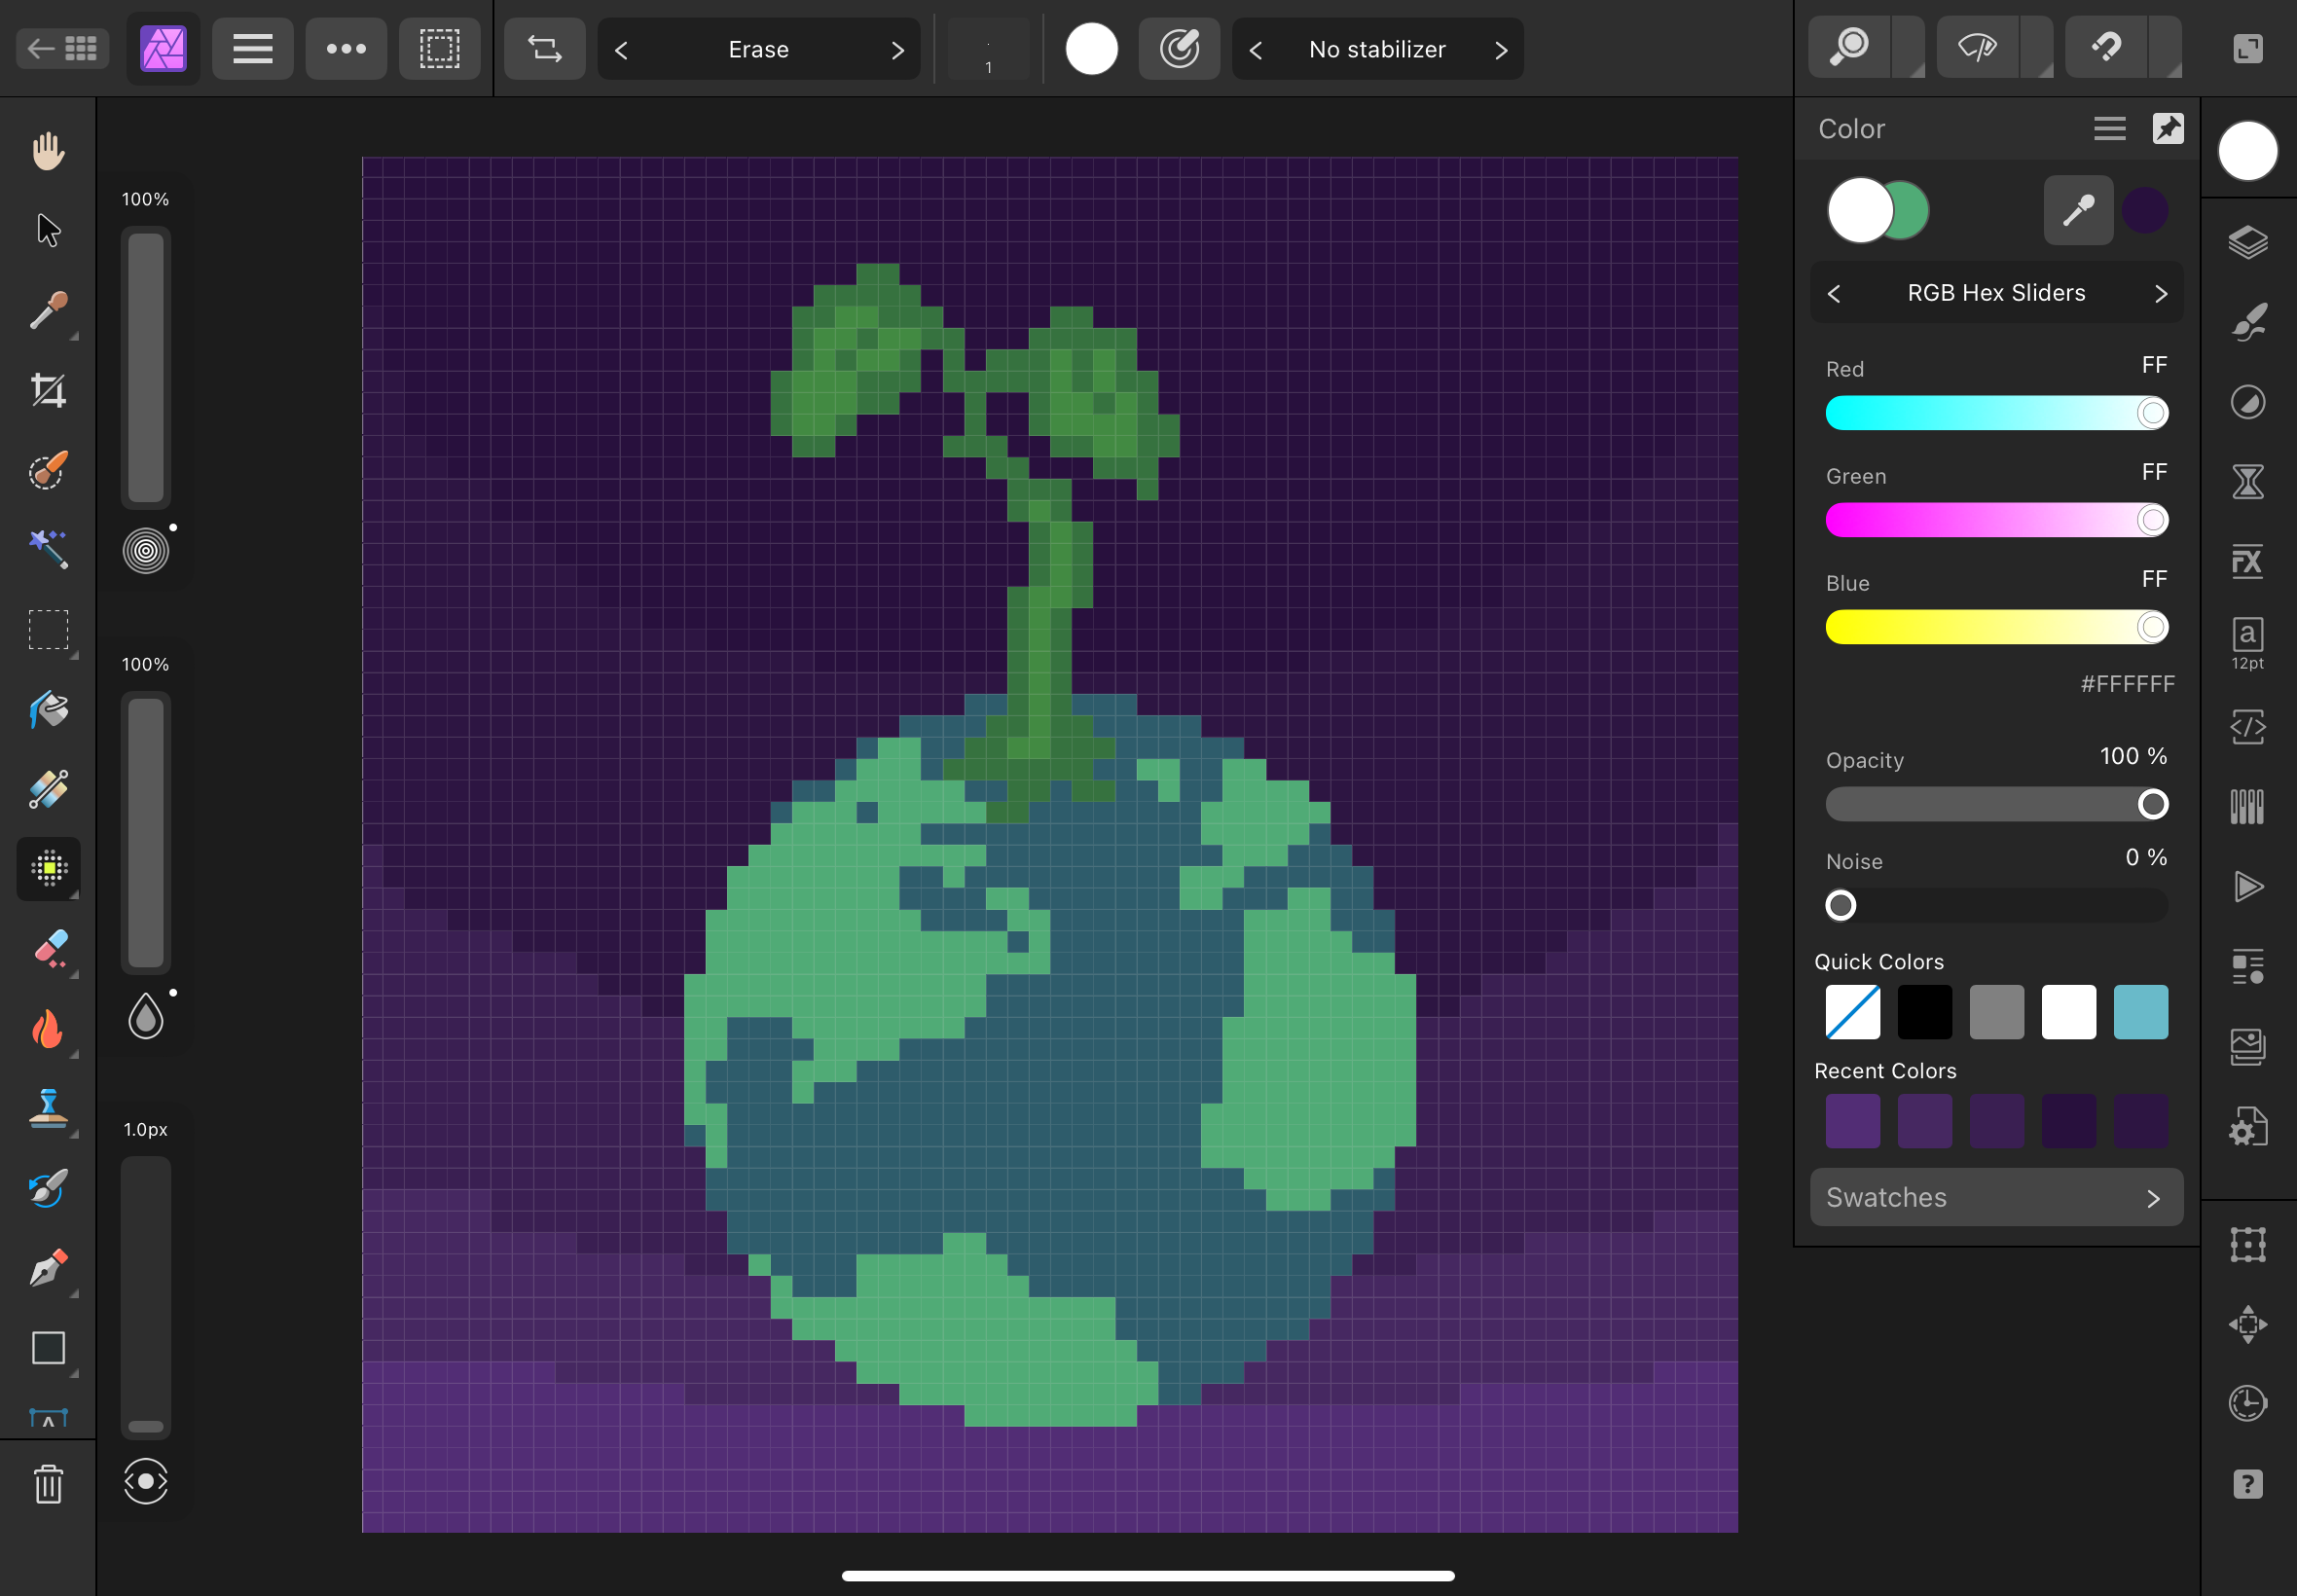 Erase
1
No stabilizer
100%
100%
1.0px
Color
RGB Hex Sliders
Red
FF
Green
FF
Blue
FF
#FFFFFF
Opacity
100 %
Noise
0 %
Quick Colors
Recent Colors
Swatches
FX
a
12pt
?